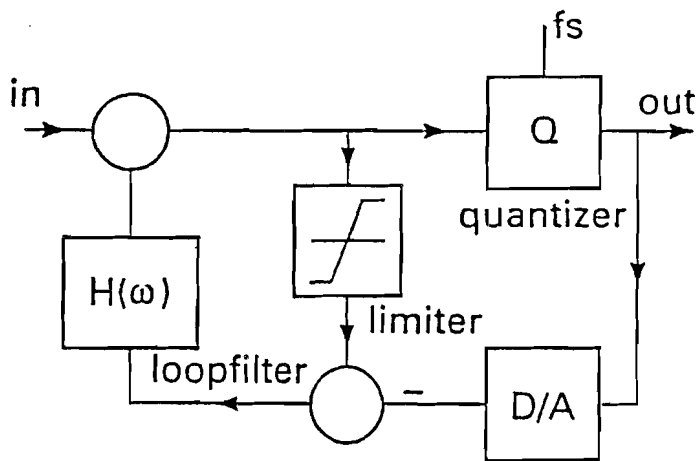 fs
in
out
Q
quantizer
H(ω)
limiter
loopfilter
–
D/A